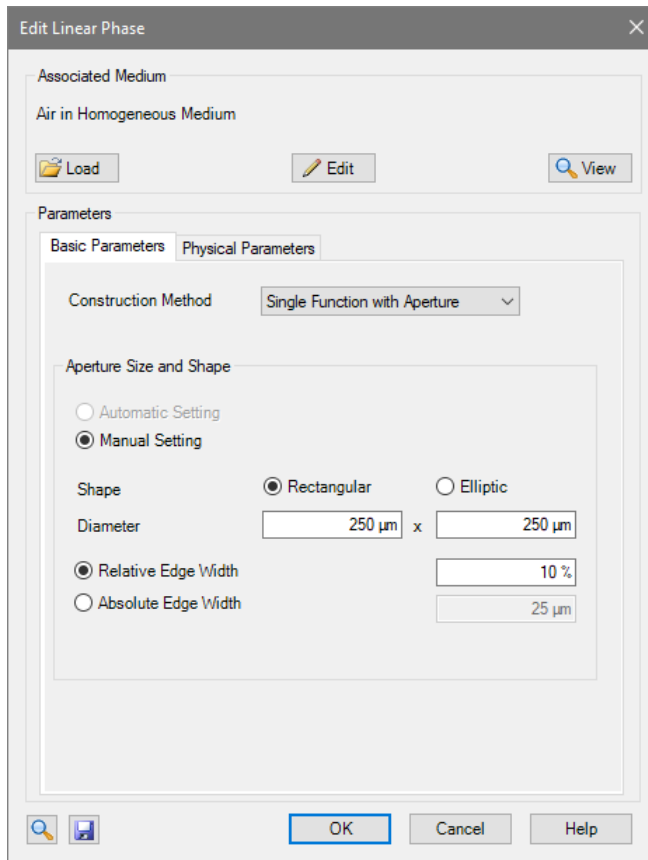 Edit Linear Phase
Associated Medium
Air in Homogeneous Medium
Load Edit View
Parameters
Basic Parameters Physical Parameters
Construction Method Single Function with Aperture
Aperture Size and Shape
Automatic Setting
Manual Setting
Shape Rectangular Elliptic
Diameter 250 µm x 250 µm
Relative Edge Width 10 %
Absolute Edge Width 25 µm
OK Cancel Help